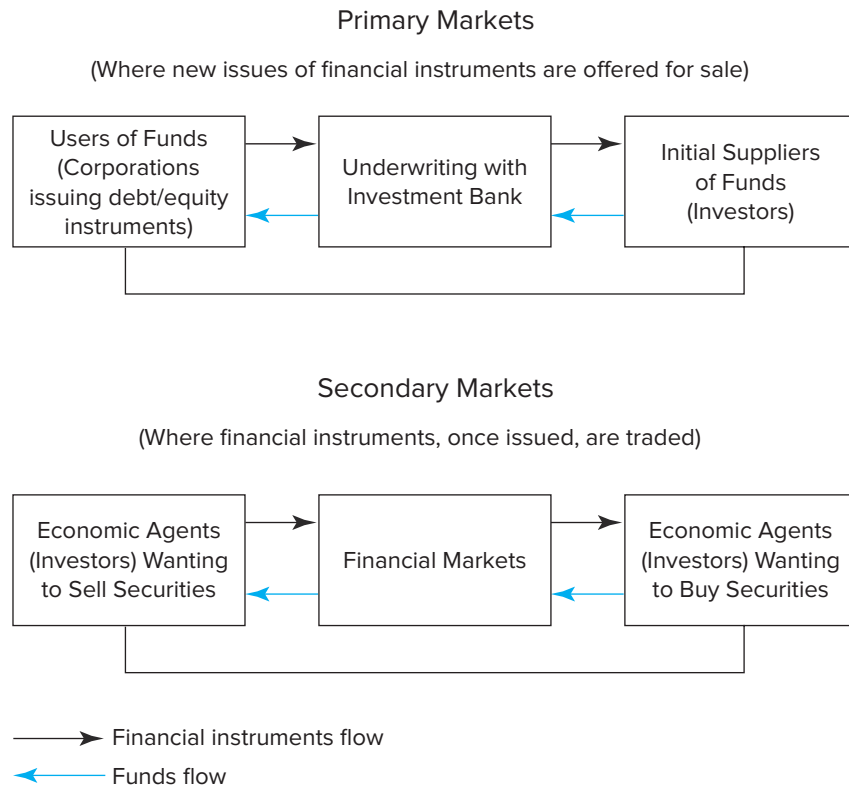 Primary Markets
(Where new issues of financial instruments are offered for sale)
Users of Funds
(Corporations
issuing debt/equity
instruments)
Underwriting with
Investment Bank
Initial Suppliers
of Funds
(Investors)
Secondary Markets
(Where financial instruments, once issued, are traded)
Economic Agents
(Investors) Wanting
to Sell Securities
Financial Markets
Economic Agents
(Investors) Wanting
to Buy Securities
Financial instruments flow
Funds flow